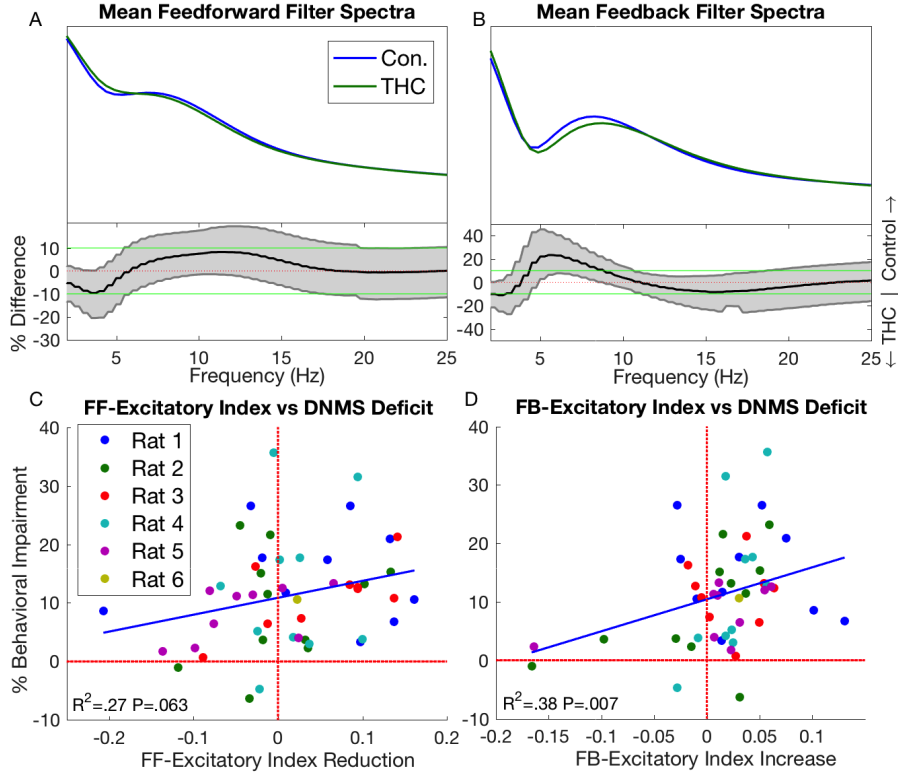 A
Mean Feedforward Filter Spectra
B
Mean Feedback Filter Spectra
Con.
THC
% Difference
10
0
-10
-20
-30
5
10
15
20
25
Frequency (Hz)
40
20
0
-20
-40
5
10
15
20
25
Frequency (Hz)
← THC | Control →
C
FF-Excitatory Index vs DNMS Deficit
D
FB-Excitatory Index vs DNMS Deficit
% Behavioral Impairment
40
30
20
10
0
-10
Rat 1
Rat 2
Rat 3
Rat 4
Rat 5
Rat 6
R²=.27 P=.063
-0.2
-0.1
0
0.1
0.2
FF-Excitatory Index Reduction
40
30
20
10
0
-10
R²=.38 P=.007
-0.2
-0.15
-0.1
-0.05
0
0.05
0.1
FB-Excitatory Index Increase